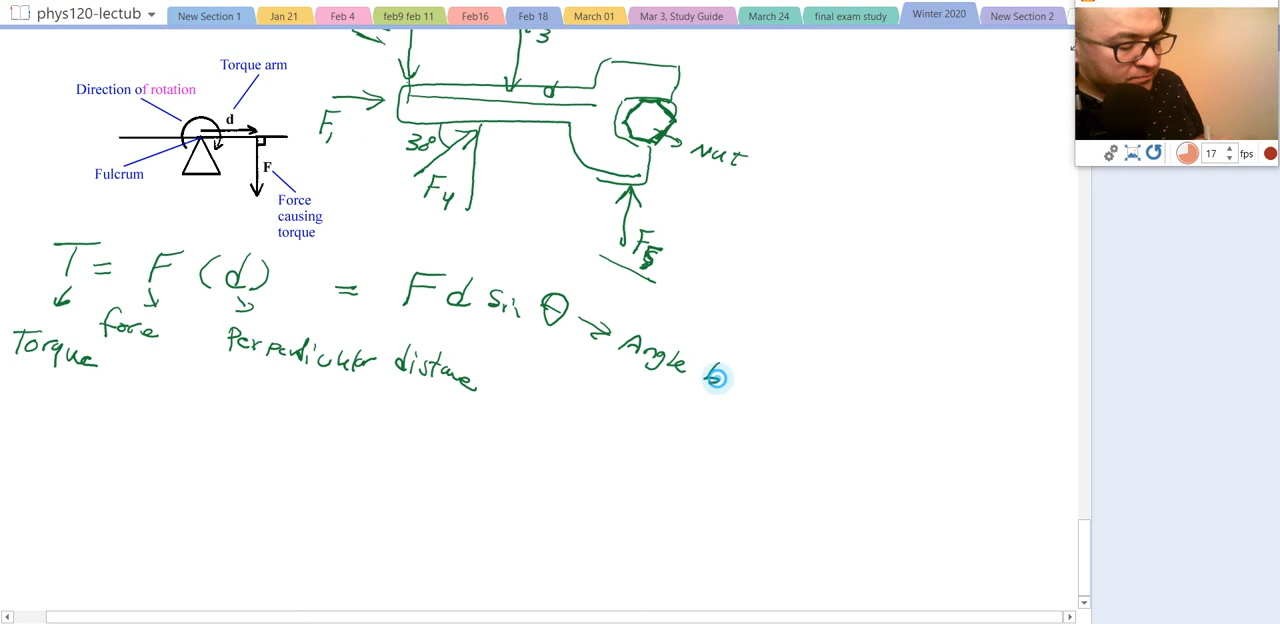 phys120-lectub
New Section 1
Jan 21
Feb 4
feb9 feb 11
Feb16
Feb 18
March 01
Mar 3, Study Guide
March 24
final exam study
Winter 2020
New Section 2
17 fps
Torque arm
Direction of rotation
d
Fulcrum
F
Force
causing
torque
3
d
F₁
30°
F4
Nut
F5
T = F (d) = F d sin θ
Torque
force
Perpendicular distance
Angle